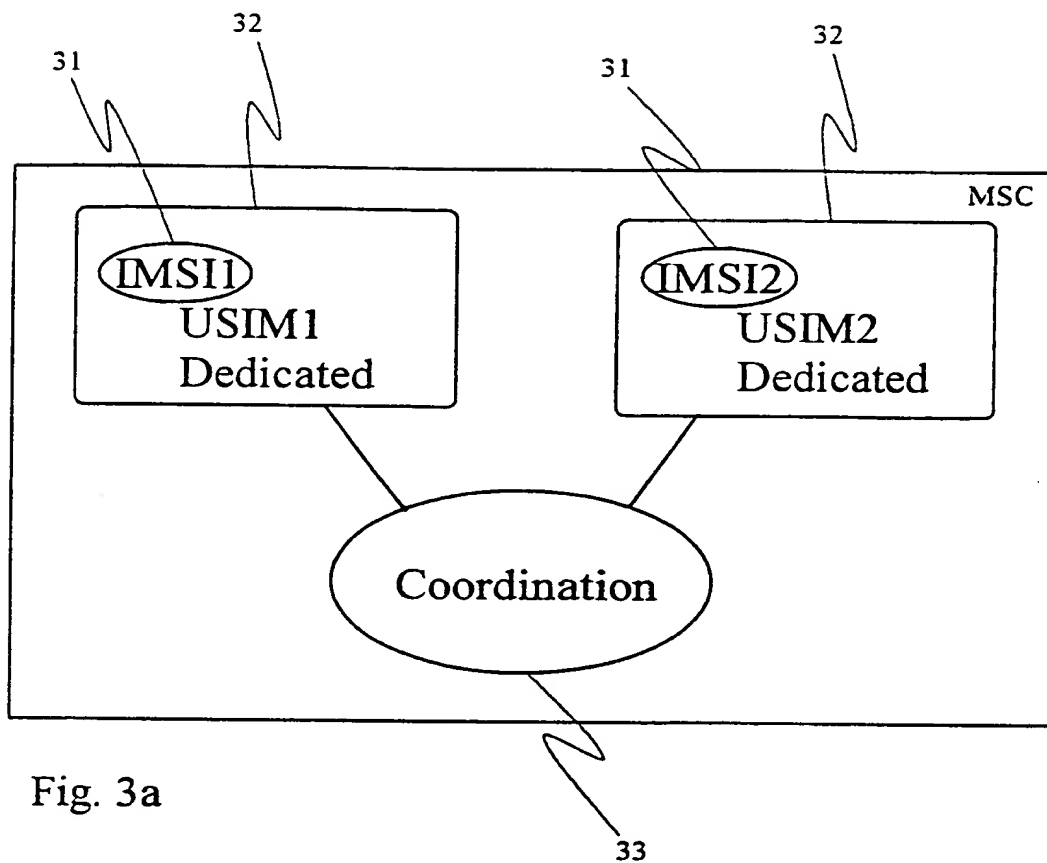 31
32
31
32
MSC
IMSI1
USIM1
Dedicated
IMSI2
USIM2
Dedicated
Coordination
Fig. 3a
33